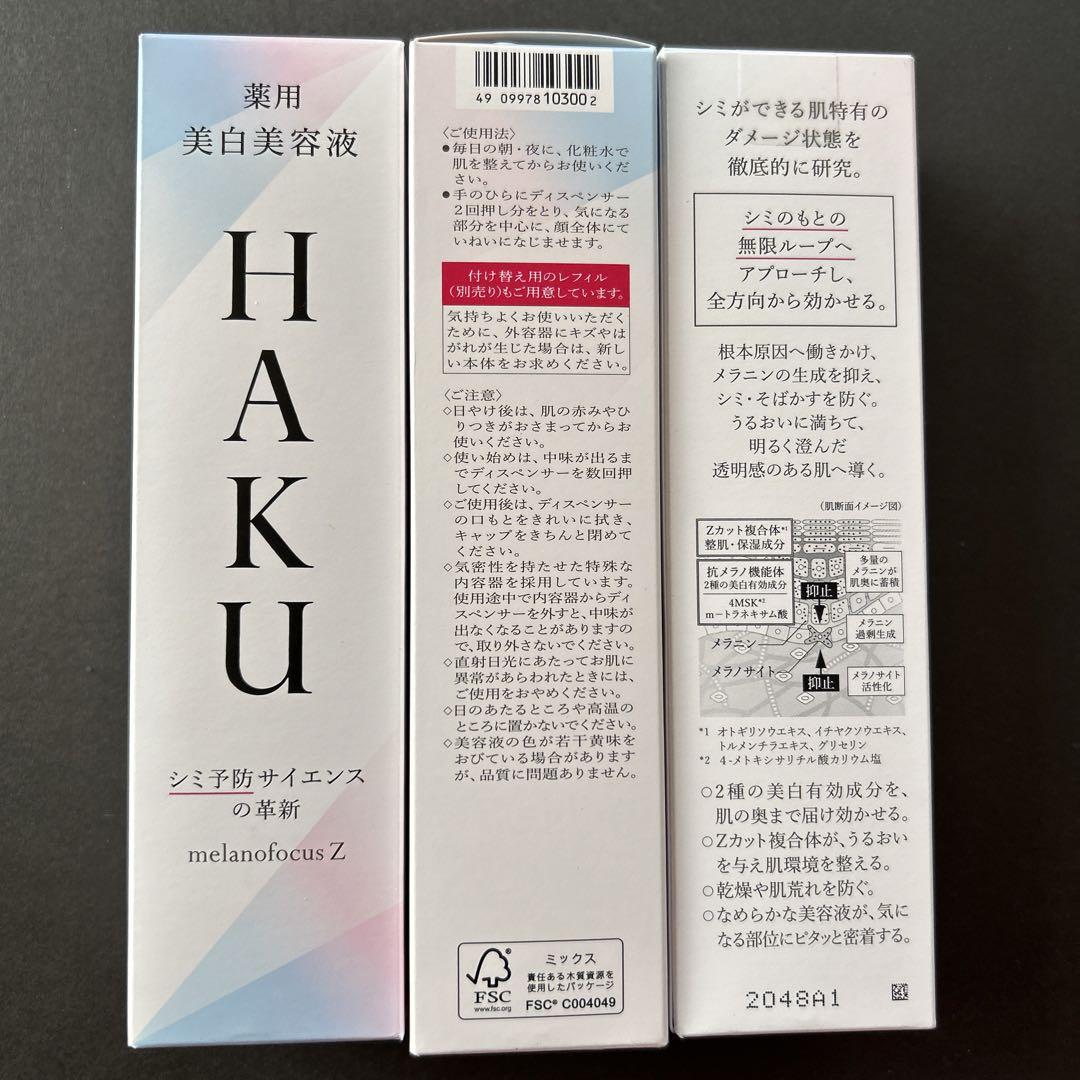 薬用
美白美容液
HAKU
シミ予防サイエンス
の革新
melanofocus Z
49 09978 10300 2
〈ご使用法〉
●毎日の朝・夜に、化粧水で
肌を整えてからお使いくだ
さい。
●手のひらにディスペンサー
2回押し分をとり、気になる
部分を中心に、顔全体にて
いねいになじませます。
付け替え用のレフィル
(別売り)もご用意しています。
気持ちよくお使いいただく
ために、外容器にキズやは
がれが生じた場合は、新し
い本体をお求めください。
〈ご注意〉
◇日やけ後は、肌の赤みやひ
りつきがおさまってからお
使いください。
◇使い始めは、中味が出るま
でディスペンサーを数回押
してください。
◇ご使用後は、ディスペンサー
の口もとをきれいに拭き、
キャップをきちんと閉めて
ください。
◇気密性を持たせた特殊な
内容器を採用しています。
使用途中で内容器からディ
スペンサーを外すと、中味が
出なくなることがありますの
で、取り外さないでください。
◇直射日光にあたってお肌に
異常があらわれたときには、
ご使用をおやめください。
◇日のあたるところや高温の
ところに置かないでください。
◇美容液の色が若干黄味を
おびている場合があります
が、品質に問題ありません。
FSC®
www.fsc.org
ミックス
責任ある木質資源を
使用したパッケージ
FSC® C004049
シミができる肌特有の
ダメージ状態を
徹底的に研究。
シミのもとの
無限ループへ
アプローチし、
全方向から効かせる。
根本原因へ働きかけ、
メラニンの生成を抑え、
シミ・そばかすを防ぐ。
うるおいに満ちて、
明るく澄んだ
透明感のある肌へ導く。
(肌断面イメージ図)
Zカット複合体*1
整肌・保湿成分
抗メラノ機能体
2種の美白有効成分
4MSK*2
m－トラネキサム酸
多量の
メラニンが
肌奥に蓄積
抑止
メラニン
過剰生成
メラニン
メラノサイト
抑止
メラノサイト
活性化
*1 オトギリソウエキス、イチヤクソウエキス、
トルメンチラエキス、グリセリン
*2 4-メトキシサリチル酸カリウム塩
○2種の美白有効成分を、
肌の奥まで届け効かせる。
○Zカット複合体が、うるおい
を与え肌環境を整える。
○乾燥や肌荒れを防ぐ。
○なめらかな美容液が、気に
なる部位にピタッと密着する。
2048A1